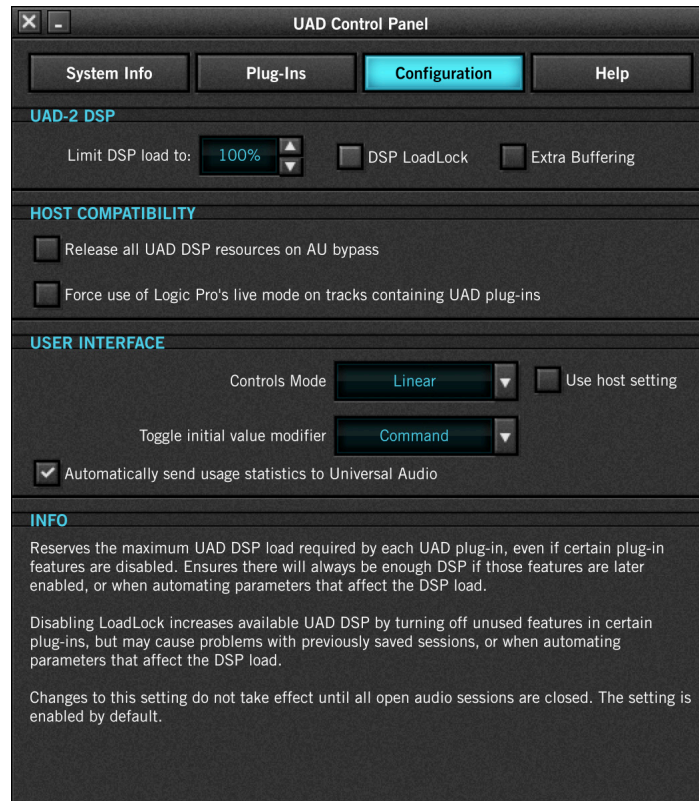 UAD Control Panel
System Info Plug-Ins Configuration Help
UAD-2 DSP
Limit DSP load to: 100% DSP LoadLock Extra Buffering
HOST COMPATIBILITY
Release all UAD DSP resources on AU bypass
Force use of Logic Pro's live mode on tracks containing UAD plug-ins
USER INTERFACE
Controls Mode Linear Use host setting
Toggle initial value modifier Command
Automatically send usage statistics to Universal Audio
INFO
Reserves the maximum UAD DSP load required by each UAD plug-in, even if certain plug-in
features are disabled. Ensures there will always be enough DSP if those features are later
enabled, or when automating parameters that affect the DSP load.
Disabling LoadLock increases available UAD DSP by turning off unused features in certain
plug-ins, but may cause problems with previously saved sessions, or when automating
parameters that affect the DSP load.
Changes to this setting do not take effect until all open audio sessions are closed. The setting is
enabled by default.